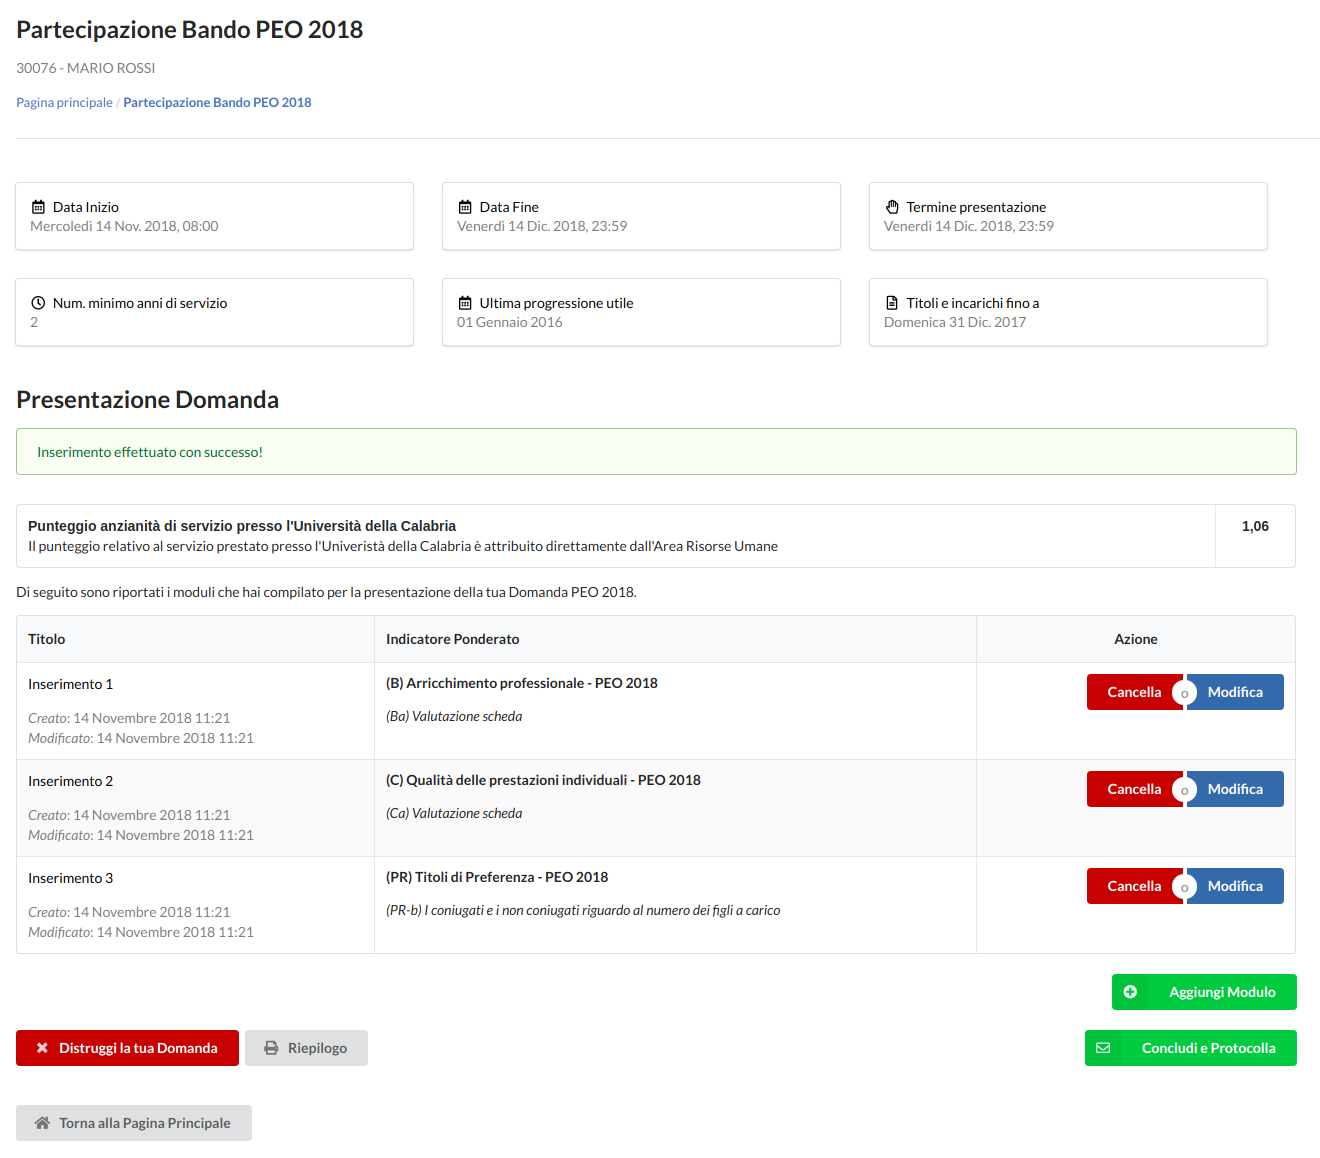 Partecipazione Bando PEO 2018
30076 - MARIO ROSSI
Pagina principale / Partecipazione Bando PEO 2018
Data Inizio
Mercoledì 14 Nov. 2018, 08:00
Data Fine
Venerdì 14 Dic. 2018, 23:59
Termine presentazione
Venerdì 14 Dic. 2018, 23:59
Num. minimo anni di servizio
2
Ultima progressione utile
01 Gennaio 2016
Titoli e incarichi fino a
Domenica 31 Dic. 2017
Presentazione Domanda
Inserimento effettuato con successo!
Punteggio anzianità di servizio presso l'Università della Calabria
Il punteggio relativo al servizio prestato presso l'Univeristà della Calabria è attribuito direttamente dall'Area Risorse Umane
1,06
Di seguito sono riportati i moduli che hai compilato per la presentazione della tua Domanda PEO 2018.
Titolo Indicatore Ponderato Azione
Inserimento 1
Creato: 14 Novembre 2018 11:21
Modificato: 14 Novembre 2018 11:21
(B) Arricchimento professionale - PEO 2018
(Ba) Valutazione scheda
Cancella o Modifica
Inserimento 2
Creato: 14 Novembre 2018 11:21
Modificato: 14 Novembre 2018 11:21
(C) Qualità delle prestazioni individuali - PEO 2018
(Ca) Valutazione scheda
Cancella o Modifica
Inserimento 3
Creato: 14 Novembre 2018 11:21
Modificato: 14 Novembre 2018 11:21
(PR) Titoli di Preferenza - PEO 2018
(PR-b) I coniugati e i non coniugati riguardo al numero dei figli a carico
Cancella o Modifica
Aggiungi Modulo
Distruggi la tua Domanda Riepilogo Concludi e Protocolla
Torna alla Pagina Principale